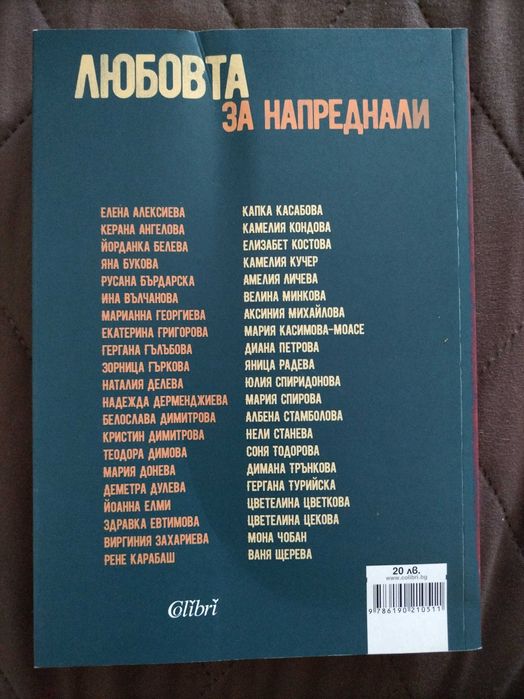 ЛЮБОВТА
ЗА НАПРЕДНАЛИ
ЕЛЕНА АЛЕКСИЕВА
КЕРАНА АНГЕЛОВА
ЙОРДАНКА БЕЛЕВА
ЯНА БУКОВА
РУСАНА БЪРДАРСКА
ИНА ВЪЛЧАНОВА
МАРИАННА ГЕОРГИЕВА
ЕКАТЕРИНА ГРИГОРОВА
ГЕРГАНА ГЪЛЪБОВА
ЗОРНИЦА ГЪРКОВА
НАТАЛИЯ ДЕЛЕВА
НАДЕЖДА ДЕРМЕНДЖИЕВА
БЕЛОСЛАВА ДИМИТРОВА
КРИСТИН ДИМИТРОВА
ТЕОДОРА ДИМОВА
МАРИЯ ДОНЕВА
ДЕМЕТРА ДУЛЕВА
ЙОАННА ЕЛМИ
ЗДРАВКА ЕВТИМОВА
ВИРГИНИЯ ЗАХАРИЕВА
РЕНЕ КАРАБАШ
КАПКА КАСАБОВА
КАМЕЛИЯ КОНДОВА
ЕЛИЗАБЕТ КОСТОВА
КАМЕЛИЯ КУЧЕР
АМЕЛИЯ ЛИЧЕВА
ВЕЛИНА МИНКОВА
АКСИНИЯ МИХАЙЛОВА
МАРИЯ КАСИМОВА-МОАСЕ
ДИАНА ПЕТРОВА
ЯНИЦА РАДЕВА
ЮЛИЯ СПИРИДОНОВА
МАРИЯ СПИРОВА
АЛБЕНА СТАМБОЛОВА
НЕЛИ СТАНЕВА
СОНЯ ТОДОРОВА
ДИМАНА ТРЪНКОВА
ГЕРГАНА ТУРИЙСКА
ЦВЕТЕЛИНА ЦВЕТКОВА
ЦВЕТЕЛИНА ЦЕКОВА
МОНА ЧОБАН
ВАНЯ ЩЕРЕВА
Colibri
20 лв.
www.colibri.bg
9 786190 210511